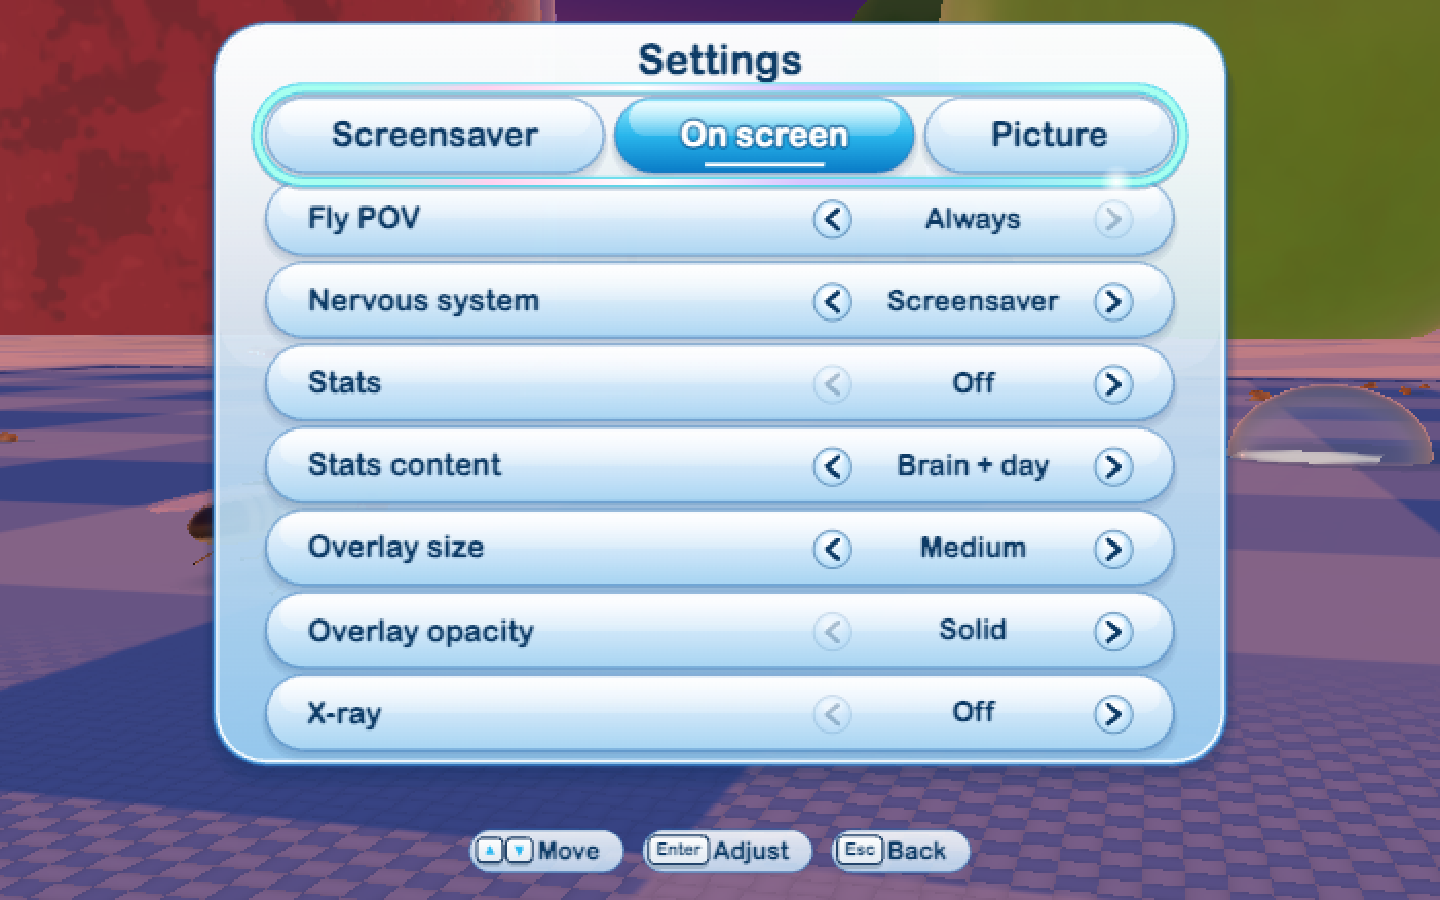 Settings
Screensaver On screen Picture
Fly POV < Always >
Nervous system < Screensaver >
Stats < Off >
Stats content < Brain + day >
Overlay size < Medium >
Overlay opacity < Solid >
X-ray < Off >
▲ ▼ Move Enter Adjust Esc Back